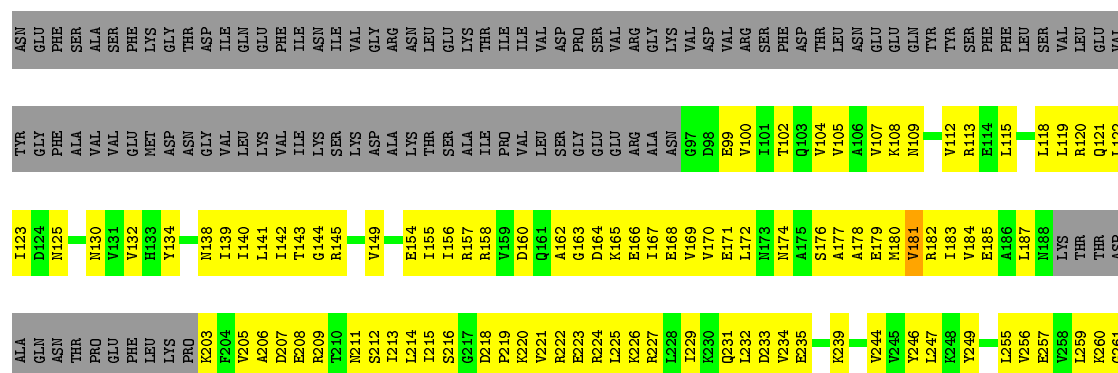 ASN GLU PHE SER ALA SER PHE LYS GLY THR ASP ILE GLN GLU PHE ILE ASN ILE VAL GLY ARG ASN LEU GLU LYS THR ILE ILE VAL ASP PRO SER VAL ARG GLY LYS VAL ASP VAL ARG SER PHE ASP THR LEU ASN GLU GLU GLN TYR TYR SER PHE PHE LEU SER VAL LEU GLU VAL
TYR GLY PHE ALA VAL VAL GLU MET ASP ASN GLY VAL LEU LYS VAL ILE LYS SER LYS ASP ALA LYS THR SER ALA ILE PRO VAL LEU SER GLY GLU GLU ARG ALA ASN G97 D98 E99 V100 I101 T102 Q103 V104 V105 A106 V107 K108 N109 V112 R113 E114 L115 L118 L119 R120 Q121 L122
I123 D124 N125 N130 V131 V132 H133 Y134 N138 I139 I140 L141 I142 T143 G144 R145 V149 E154 I155 I156 R157 R158 V159 D160 Q161 A162 G163 D164 K165 E166 I167 E168 V169 V170 E171 L172 N173 N174 A175 S176 A177 A178 E179 M180 V181 R182 I183 V184 E185 A186 L187 N188 LYS THR THR ASP
ALA GLN ASN THR PRO GLU PHE LEU LYS PRO K203 F204 V205 A206 D207 E208 R209 T210 N211 S212 I213 L214 I215 S216 G217 D218 P219 K220 V221 R222 E223 R224 L225 K226 R227 L228 I229 K230 Q231 L232 D233 V234 E235 K239 V244 V245 Y246 L247 K248 Y249 L255 V256 E257 V258 L259 K260